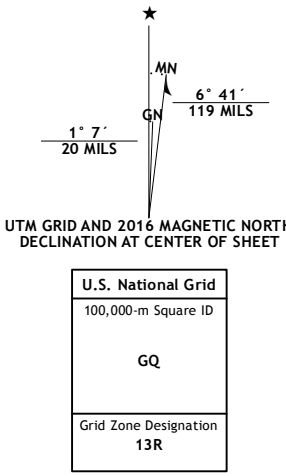 ★
MN
GN
6° 41´
119 MILS
1° 7´
20 MILS
UTM GRID AND 2016 MAGNETIC NORTH
DECLINATION AT CENTER OF SHEET
U.S. National Grid
100,000-m Square ID
GQ
Grid Zone Designation
13R